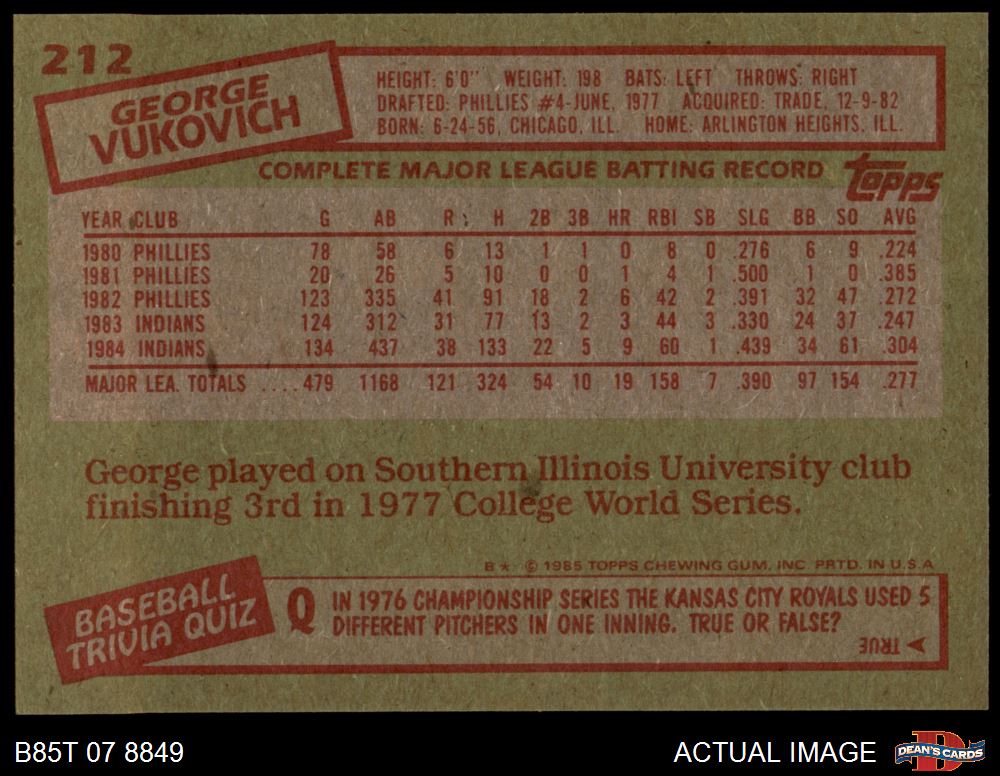 212
GEORGE
VUKOVICH
HEIGHT: 6'0" WEIGHT: 198 BATS: LEFT THROWS: RIGHT
DRAFTED: PHILLIES #4-JUNE, 1977 ACQUIRED: TRADE, 12-9-82
BORN: 6-24-56, CHICAGO, ILL. HOME: ARLINGTON HEIGHTS, ILL.
COMPLETE MAJOR LEAGUE BATTING RECORD
topps
YEAR CLUB G AB R H 2B 3B HR RBI SB SLG BB SO AVG
1980 PHILLIES 78 58 6 13 1 1 0 8 0 .276 6 9 .224
1981 PHILLIES 20 26 5 10 0 0 1 4 1 .500 1 0 .385
1982 PHILLIES 123 335 41 91 18 2 6 42 2 .391 32 47 .272
1983 INDIANS 124 312 31 77 13 2 3 44 3 .330 24 37 .247
1984 INDIANS 134 437 38 133 22 5 9 60 1 .439 34 61 .304
MAJOR LEA. TOTALS ....479 1168 121 324 54 10 19 158 7 .390 97 154 .277
George played on Southern Illinois University club
finishing 3rd in 1977 College World Series.
B* © 1985 TOPPS CHEWING GUM, INC. PRTD. IN U.S.A
BASEBALL
TRIVIA QUIZ
Q IN 1976 CHAMPIONSHIP SERIES THE KANSAS CITY ROYALS USED 5
DIFFERENT PITCHERS IN ONE INNING. TRUE OR FALSE?
TRUE
B85T 07 8849
ACTUAL IMAGE
D
DEAN'S CARDS